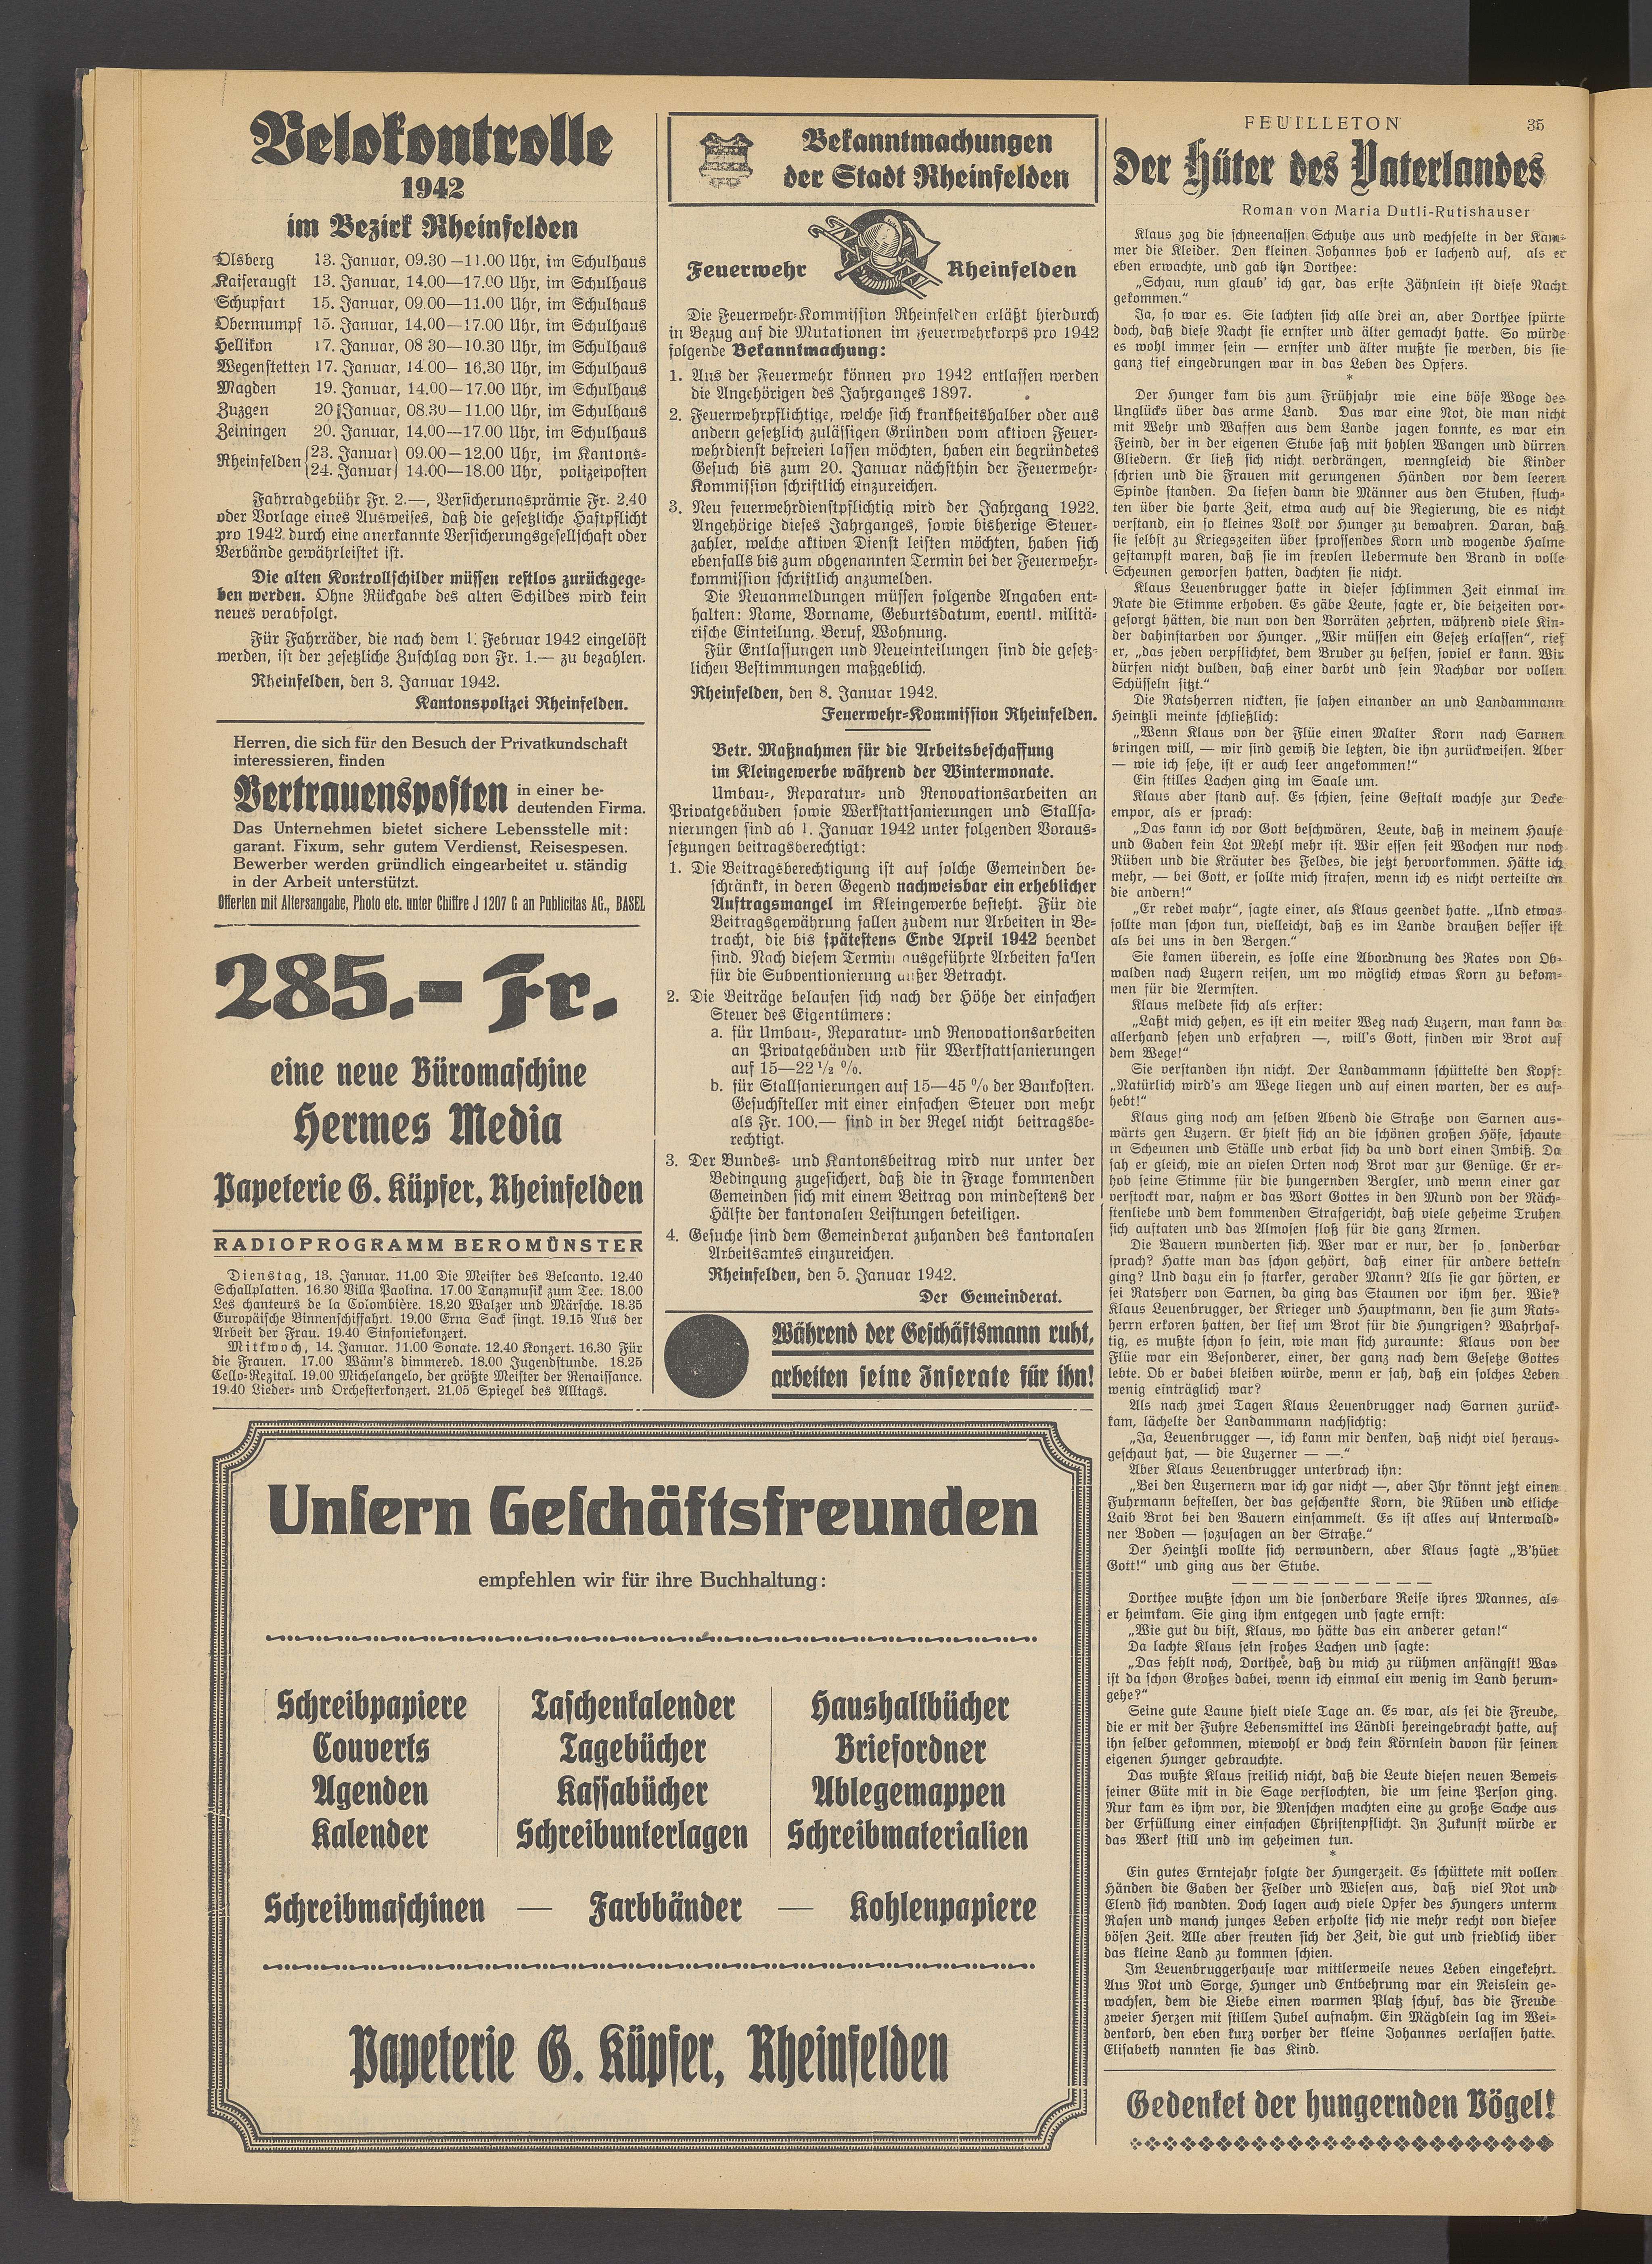 Velokontrolle
1942
im Bezirk Rheinfelden
Olsberg 13. Januar, 09.30—11.00 Uhr, im Schulhaus
Kaiseraugst 13. Januar, 14.00—17.00 Uhr, im Schulhaus
Schupfart 15. Januar, 09 00—11.00 Uhr, im Schulhaus
Obermumpf 15. Januar, 14.00—17.00 Uhr, im Schulhaus
Hellikon 17. Januar, 08 30—10.30 Uhr, im Schulhaus
Wegenstetten 17. Januar, 14.00—16.30 Uhr, im Schulhaus
Magden 19. Januar, 14.00—17.00 Uhr, im Schulhaus
Zuzgen 20. Januar, 08.30—11.00 Uhr, im Schulhaus
Zeiningen 20. Januar, 14.00—17.00 Uhr, im Schulhaus
Rheinfelden {23. Januar} 09.00—12.00 Uhr, im Kantons-
{24. Januar} 14.00—18.00 Uhr, polizeiposten
Fahrradgebühr Fr. 2.—, Versicherungsprämie Fr. 2.40
oder Vorlage eines Ausweises, daß die gesetzliche Haftpflicht
pro 1942 durch eine anerkannte Versicherungsgesellschaft oder
Verbände gewährleistet ist.
Die alten Kontrollschilder müssen restlos zurückgege-
ben werden. Ohne Rückgabe des alten Schildes wird kein
neues verabfolgt.
Für Fahrräder, die nach dem 1. Februar 1942 eingelöst
werden, ist der gesetzliche Zuschlag von Fr. 1.— zu bezahlen.
Rheinfelden, den 3. Januar 1942.
Kantonspolizei Rheinfelden.
Herren, die sich für den Besuch der Privatkundschaft
interessieren, finden
Vertrauensposten in einer be-
deutenden Firma.
Das Unternehmen bietet sichere Lebensstelle mit:
garant. Fixum, sehr gutem Verdienst, Reisespesen.
Bewerber werden gründlich eingearbeitet u. ständig
in der Arbeit unterstützt.
Offerten mit Altersangabe, Photo etc. unter Chiffre J 1207 G an Publicitas AG., BASEL
285.- Fr.
eine neue Büromaschine
Hermes Media
Papeterie G. Küpfer, Rheinfelden
RADIOPROGRAMM BEROMÜNSTER
Dienstag, 13. Januar. 11.00 Die Meister des Belcanto. 12.40
Schallplatten. 16.30 Villa Paolina. 17.00 Tanzmusik zum Tee. 18.00
Les chanteurs de la Colombière. 18.20 Walzer und Märsche. 18.35
Europäische Binnenschiffahrt. 19.00 Erna Sack singt. 19.15 Aus der
Arbeit der Frau. 19.40 Sinfoniekonzert.
Mittwoch, 14. Januar. 11.00 Sonate. 12.40 Konzert. 16.30 Für
die Frauen. 17.00 Wänn's dimmered. 18.00 Jugendstunde. 18.25
Cello-Rezital. 19.00 Michelangelo, der größte Meister der Renaissance.
19.40 Lieder- und Orchesterkonzert. 21.05 Spiegel des Alltags.
Bekanntmachungen
der Stadt Rheinfelden
Feuerwehr Rheinfelden
Die Feuerwehr-Kommission Rheinfelden erläßt hierdurch
in Bezug auf die Mutationen im Feuerwehrkorps pro 1942
folgende Bekanntmachung:
1. Aus der Feuerwehr können pro 1942 entlassen werden
die Angehörigen des Jahrganges 1897.
2. Feuerwehrpflichtige, welche sich krankheitshalber oder aus
andern gesetzlich zulässigen Gründen vom aktiven Feuer-
wehrdienst befreien lassen möchten, haben ein begründetes
Gesuch bis zum 20. Januar nächsthin der Feuerwehr-
Kommission schriftlich einzureichen.
3. Neu feuerwehrdienstpflichtig wird der Jahrgang 1922.
Angehörige dieses Jahrganges, sowie bisherige Steuer-
zahler, welche aktiven Dienst leisten möchten, haben sich
ebenfalls bis zum obgenannten Termin bei der Feuerwehr-
kommission schriftlich anzumelden.
Die Neuanmeldungen müssen folgende Angaben ent-
halten: Name, Vorname, Geburtsdatum, eventl. militä-
rische Einteilung, Beruf, Wohnung.
Für Entlassungen und Neueinteilungen sind die gesetz-
lichen Bestimmungen maßgeblich.
Rheinfelden, den 8. Januar 1942.
Feuerwehr-Kommission Rheinfelden.
Betr. Maßnahmen für die Arbeitsbeschaffung
im Kleingewerbe während der Wintermonate.
Umbau-, Reparatur- und Renovationsarbeiten an
Privatgebäuden sowie Werkstattsanierungen und Stallsa-
nierungen sind ab 1. Januar 1942 unter folgenden Voraus-
setzungen beitragsberechtigt:
1. Die Beitragsberechtigung ist auf solche Gemeinden be-
schränkt, in deren Gegend nachweisbar ein erheblicher
Auftragsmangel im Kleingewerbe besteht. Für die
Beitragsgewährung fallen zudem nur Arbeiten in Be-
tracht, die bis spätestens Ende April 1942 beendet
sind. Nach diesem Termin ausgeführte Arbeiten fallen
für die Subventionierung außer Betracht.
2. Die Beiträge belaufen sich nach der Höhe der einfachen
Steuer des Eigentümers:
a. für Umbau-, Reparatur- und Renovationsarbeiten
an Privatgebäuden und für Werkstattsanierungen
auf 15—22 ½ %.
b. für Stallsanierungen auf 15—45 % der Baukosten.
Gesuchsteller mit einer einfachen Steuer von mehr
als Fr. 100.— sind in der Regel nicht beitragsbe-
rechtigt.
3. Der Bundes- und Kantonsbeitrag wird nur unter der
Bedingung zugesichert, daß die in Frage kommenden
Gemeinden sich mit einem Beitrag von mindestens der
Hälfte der kantonalen Leistungen beteiligen.
4. Gesuche sind dem Gemeinderat zuhanden des kantonalen
Arbeitsamtes einzureichen.
Rheinfelden, den 5. Januar 1942.
Der Gemeinderat.
Während der Geschäftsmann ruht,
arbeiten seine Inserate für ihn!
Unsern Geschäftsfreunden
empfehlen wir für ihre Buchhaltung:
Schreibpapiere Taschenkalender Haushaltbücher
Couverts Tagebücher Briefordner
Agenden Kassabücher Ablegemappen
Kalender Schreibunterlagen Schreibmaterialien
Schreibmaschinen — Farbbänder — Kohlenpapiere
Papeterie G. Küpfer, Rheinfelden
FEUILLETON 35
Der Hüter des Vaterlandes
Roman von Maria Dutli-Rutishauser
Klaus zog die schneenassen Schuhe aus und wechselte in der Kam-
mer die Kleider. Den kleinen Johannes hob er lachend auf, als er
eben erwachte, und gab ihn Dorthee:
„Schau, nun glaub' ich gar, das erste Zähnlein ist diese Nacht
gekommen.“
Ja, so war es. Sie lachten sich alle drei an, aber Dorthee spürte
doch, daß diese Nacht sie ernster und älter gemacht hatte. So würde
es wohl immer sein — ernster und älter mußte sie werden, bis sie
ganz tief eingedrungen war in das Leben des Opfers.
*
Der Hunger kam bis zum Frühjahr wie eine böse Woge des
Unglücks über das arme Land. Das war eine Not, die man nicht
mit Wehr und Waffen aus dem Lande jagen konnte, es war ein
Feind, der in der eigenen Stube saß mit hohlen Wangen und dürren
Gliedern. Er ließ sich nicht verdrängen, wenngleich die Kinder
schrien und die Frauen mit gerungenen Händen vor dem leeren
Spinde standen. Da liefen dann die Männer aus den Stuben, fluch-
ten über die harte Zeit, etwa auch auf die Regierung, die es nicht
verstand, ein so kleines Volk vor Hunger zu bewahren. Daran, daß
sie selbst zu Kriegszeiten über sprossendes Korn und wogende Halme
gestampft waren, daß sie im frevlen Uebermute den Brand in volle
Scheunen geworfen hatten, dachten sie nicht.
Klaus Leuenbrugger hatte in dieser schlimmen Zeit einmal im
Rate die Stimme erhoben. Es gäbe Leute, sagte er, die beizeiten vor-
gesorgt hätten, die nun von den Vorräten zehrten, während viele Kin-
der dahinstarben vor Hunger. „Wir müssen ein Gesetz erlassen“, rief
er, „das jeden verpflichtet, dem Bruder zu helfen, soviel er kann. Wir
dürfen nicht dulden, daß einer darbt und sein Nachbar vor vollen
Schüsseln sitzt.“
Die Ratsherren nickten, sie sahen einander an und Landammann
Heintzli meinte schließlich:
„Wenn Klaus von der Flüe einen Malter Korn nach Sarnen
bringen will, — wir sind gewiß die letzten, die ihn zurückweisen. Aber
— wie ich sehe, ist er auch leer angekommen!“
Ein stilles Lachen ging im Saale um.
Klaus aber stand auf. Es schien, seine Gestalt wachse zur Decke
empor, als er sprach:
„Das kann ich vor Gott beschwören, Leute, daß in meinem Hause
und Gaden kein Lot Mehl mehr ist. Wir essen seit Wochen nur noch
Rüben und die Kräuter des Feldes, die jetzt hervorkommen. Hätte ich
mehr, — bei Gott, er sollte mich strafen, wenn ich es nicht verteilte an
die andern!“
„Er redet wahr“, sagte einer, als Klaus geendet hatte. „Und etwas
sollte man schon tun, vielleicht, daß es im Lande draußen besser ist
als bei uns in den Bergen.“
Sie kamen überein, es solle eine Abordnung des Rates von Ob-
walden nach Luzern reisen, um wo möglich etwas Korn zu bekom-
men für die Aermsten.
Klaus meldete sich als erster:
„Laßt mich gehen, es ist ein weiter Weg nach Luzern, man kann da
allerhand sehen und erfahren —, will's Gott, finden wir Brot auf
dem Wege!“
Sie verstanden ihn nicht. Der Landammann schüttelte den Kopf:
„Natürlich wird's am Wege liegen und auf einen warten, der es auf-
hebt!“
Klaus ging noch am selben Abend die Straße von Sarnen aus-
wärts gen Luzern. Er hielt sich an die schönen großen Höfe, schaute
in Scheunen und Ställe und erbat sich da und dort einen Imbiß. Da
sah er gleich, wie an vielen Orten noch Brot war zur Genüge. Er er-
hob seine Stimme für die hungernden Bergler, und wenn einer gar
verstockt war, nahm er das Wort Gottes in den Mund von der Näch-
stenliebe und dem kommenden Strafgericht, daß viele geheime Truhen
sich auftaten und das Almosen floß für die ganz Armen.
Die Bauern wunderten sich. Wer war er nur, der so sonderbar
sprach? Hatte man das schon gehört, daß einer für andere betteln
ging? Und dazu ein so starker, gerader Mann? Als sie gar hörten, er
sei Ratsherr von Sarnen, da ging das Staunen vor ihm her. Wie?
Klaus Leuenbrugger, der Krieger und Hauptmann, den sie zum Rats-
herrn erkoren hatten, der lief um Brot für die Hungrigen? Wahrhaf-
tig, es mußte schon so sein, wie man sich zuraunte: Klaus von der
Flüe war ein Besonderer, einer, der ganz nach dem Gesetze Gottes
lebte. Ob er dabei bleiben würde, wenn er sah, daß ein solches Leben
wenig einträglich war?
Als nach zwei Tagen Klaus Leuenbrugger nach Sarnen zurück-
kam, lächelte der Landammann nachsichtig:
„Ja, Leuenbrugger —, ich kann mir denken, daß nicht viel heraus-
geschaut hat, — die Luzerner — —.“
Aber Klaus Leuenbrugger unterbrach ihn:
„Bei den Luzernern war ich gar nicht —, aber Ihr könnt jetzt einen
Fuhrmann bestellen, der das geschenkte Korn, die Rüben und etliche
Laib Brot bei den Bauern einsammelt. Es ist alles auf Unterwald-
ner Boden — sozusagen an der Straße.“
Der Heintzli wollte sich verwundern, aber Klaus sagte „B'hüet
Gott!“ und ging aus der Stube.
— — — — — — — — — —
Dorthee wußte schon um die sonderbare Reise ihres Mannes, als
er heimkam. Sie ging ihm entgegen und sagte ernst:
„Wie gut du bist, Klaus, wo hätte das ein anderer getan!“
Da lachte Klaus sein frohes Lachen und sagte:
„Das fehlt noch, Dorthee, daß du mich zu rühmen anfängst! Was
ist da schon Großes dabei, wenn ich einmal ein wenig im Land herum-
gehe?“
Seine gute Laune hielt viele Tage an. Es war, als sei die Freude,
die er mit der Fuhre Lebensmittel ins Ländli hereingebracht hatte, auf
ihn selber gekommen, wiewohl er doch kein Körnlein davon für seinen
eigenen Hunger gebrauchte.
Das wußte Klaus freilich nicht, daß die Leute diesen neuen Beweis
seiner Güte mit in die Sage verflochten, die um seine Person ging.
Nur kam es ihm vor, die Menschen machten eine zu große Sache aus
der Erfüllung einer einfachen Christenpflicht. In Zukunft würde er
das Werk still und im geheimen tun.
*
Ein gutes Erntejahr folgte der Hungerzeit. Es schüttete mit vollen
Händen die Gaben der Felder und Wiesen aus, daß viel Not und
Elend sich wandten. Doch lagen auch viele Opfer des Hungers unterm
Rasen und manch junges Leben erholte sich nie mehr recht von dieser
bösen Zeit. Alle aber freuten sich der Zeit, die gut und friedlich über
das kleine Land zu kommen schien.
Im Leuenbruggerhause war mittlerweile neues Leben eingekehrt.
Aus Not und Sorge, Hunger und Entbehrung war ein Reislein ge-
wachsen, dem die Liebe einen warmen Platz schuf, das die Freude
zweier Herzen mit stillem Jubel aufnahm. Ein Mägdlein lag im Wei-
denkorb, den eben kurz vorher der kleine Johannes verlassen hatte.
Elisabeth nannten sie das Kind.
Gedenket der hungernden Vögel!